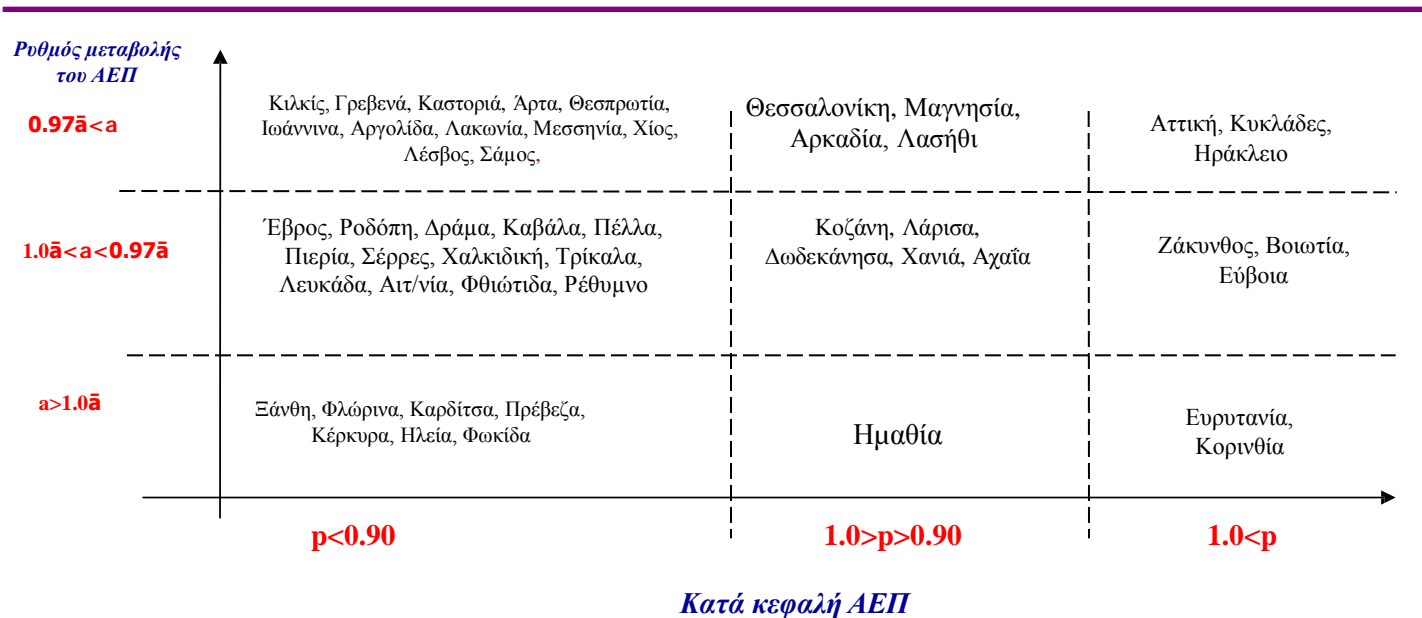 Ρυθμός μεταβολής
του ΑΕΠ
0.97ā<a
Κιλκίς, Γρεβενά, Καστοριά, Άρτα, Θεσπρωτία,
Ιωάννινα, Αργολίδα, Λακωνία, Μεσσηνία, Χίος,
Λέσβος, Σάμος,
Θεσσαλονίκη, Μαγνησία,
Αρκαδία, Λασήθι
Αττική, Κυκλάδες,
Ηράκλειο
1.0ā<a<0.97ā
Έβρος, Ροδόπη, Δράμα, Καβάλα, Πέλλα,
Πιερία, Σέρρες, Χαλκιδική, Τρίκαλα,
Λευκάδα, Αιτ/νία, Φθιώτιδα, Ρέθυμνο
Κοζάνη, Λάρισα,
Δωδεκάνησα, Χανιά, Αχαΐα
Ζάκυνθος, Βοιωτία,
Εύβοια
a>1.0ā
Ξάνθη, Φλώρινα, Καρδίτσα, Πρέβεζα,
Κέρκυρα, Ηλεία, Φωκίδα
Ημαθία
Ευρυτανία,
Κορινθία
p<0.90
1.0>p>0.90
1.0<p
Κατά κεφαλή ΑΕΠ